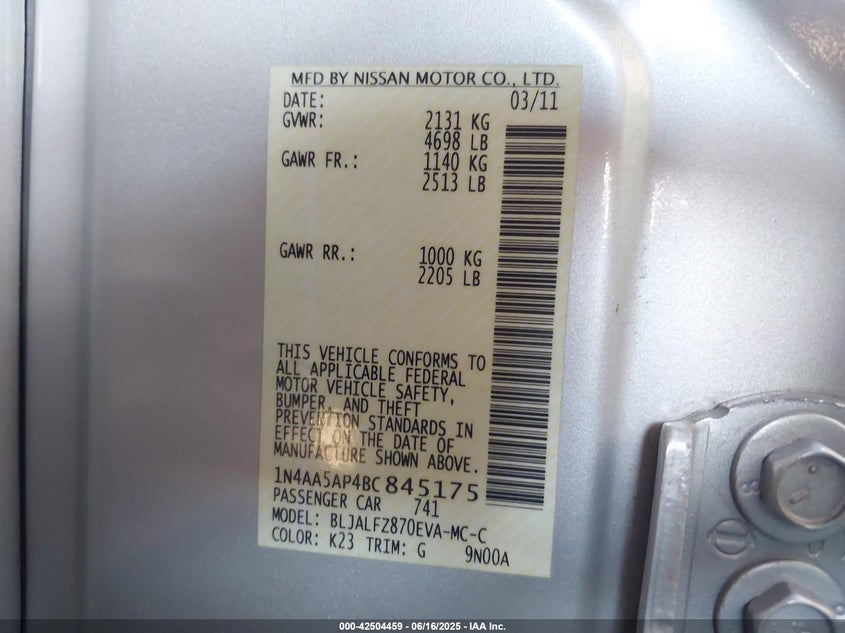 MFD BY NISSAN MOTOR CO., LTD.
DATE: 03/11
GVWR: 2131 KG
4698 LB
GAWR FR.: 1140 KG
2513 LB
GAWR RR.: 1000 KG
2205 LB
THIS VEHICLE CONFORMS TO
ALL APPLICABLE FEDERAL
MOTOR VEHICLE SAFETY,
BUMPER, AND THEFT
PREVENTION STANDARDS IN
EFFECT ON THE DATE OF
MANUFACTURE SHOWN ABOVE.
1N4AA5AP4BC845175
PASSENGER CAR 741
MODEL: BLJALFZ870EVA-MC-C
COLOR: K23 TRIM: G 9N00A
000-42504459 - 06/16/2025 - IAA Inc.